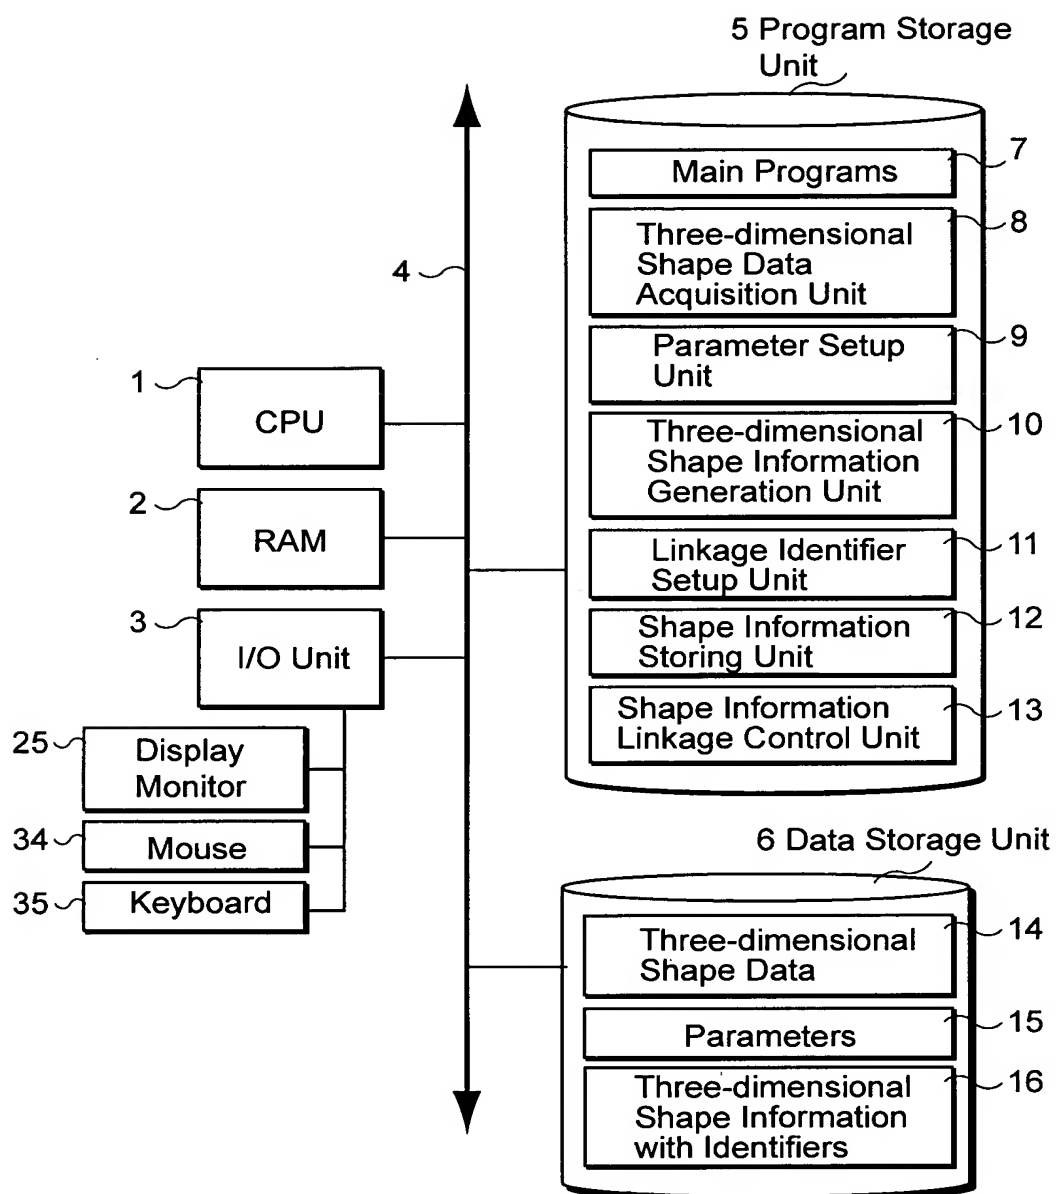 5 Program Storage
Unit
7
Main Programs
8
Three-dimensional
Shape Data
Acquisition Unit
4
9
Parameter Setup
Unit
1
CPU
10
Three-dimensional
Shape Information
Generation Unit
2
RAM
11
Linkage Identifier
Setup Unit
3
I/O Unit
12
Shape Information
Storing Unit
13
Shape Information
Linkage Control Unit
25
Display
Monitor
34
Mouse
35
Keyboard
6 Data Storage Unit
14
Three-dimensional
Shape Data
15
Parameters
16
Three-dimensional
Shape Information
with Identifiers